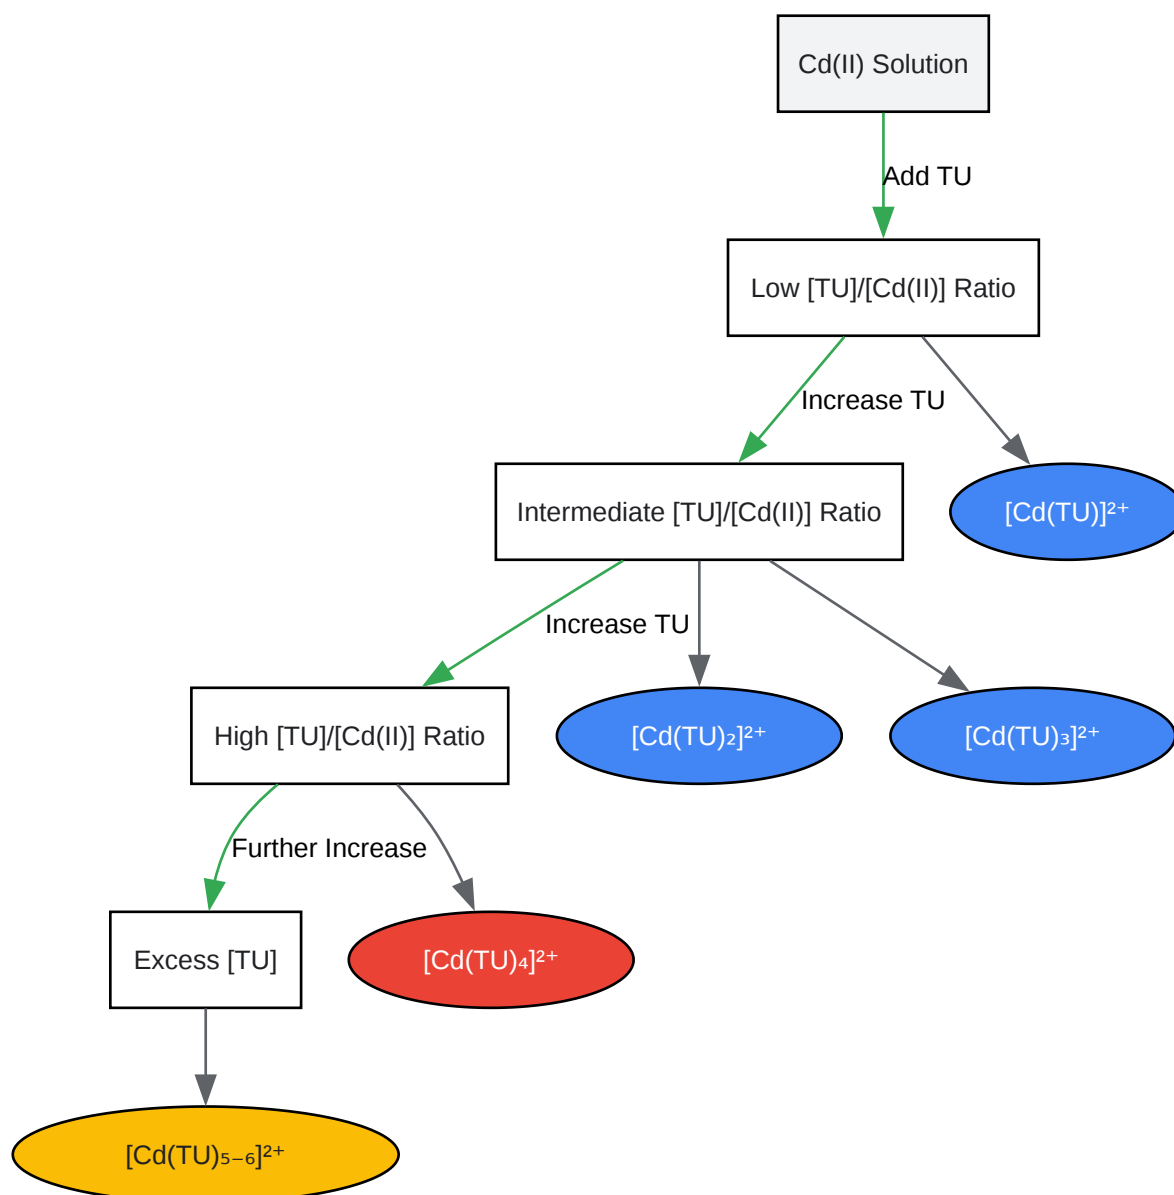 Cd(II) Solution
Add TU
Low [TU]/[Cd(II)] Ratio
Increase TU
Intermediate [TU]/[Cd(II)] Ratio
[Cd(TU)]²⁺
Increase TU
High [TU]/[Cd(II)] Ratio
[Cd(TU)₂]²⁺
[Cd(TU)₃]²⁺
Further Increase
Excess [TU]
[Cd(TU)₄]²⁺
[Cd(TU)₅₋₆]²⁺